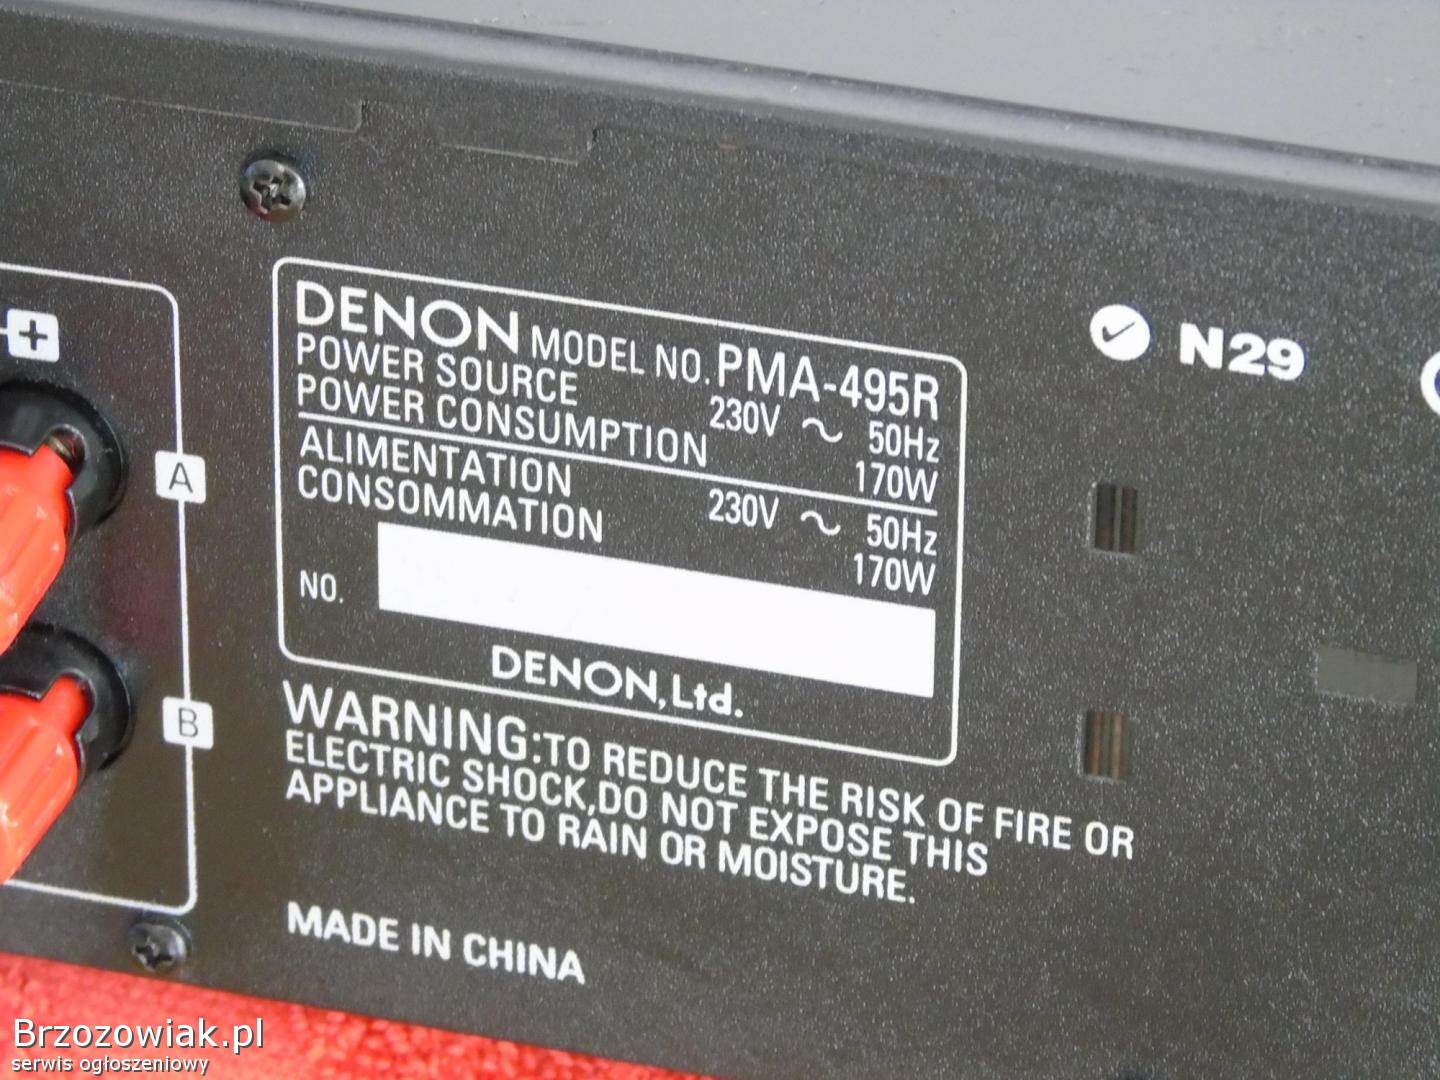 DENON MODEL NO. PMA-495R
POWER SOURCE 230V ~ 50Hz
POWER CONSUMPTION 170W
ALIMENTATION 230V ~ 50Hz
CONSOMMATION 170W
NO.
DENON, Ltd.
WARNING:TO REDUCE THE RISK OF FIRE OR
ELECTRIC SHOCK,DO NOT EXPOSE THIS
APPLIANCE TO RAIN OR MOISTURE.
MADE IN CHINA
N29
+
A
B
Brzozowiak.pl
serwis ogłoszeniowy